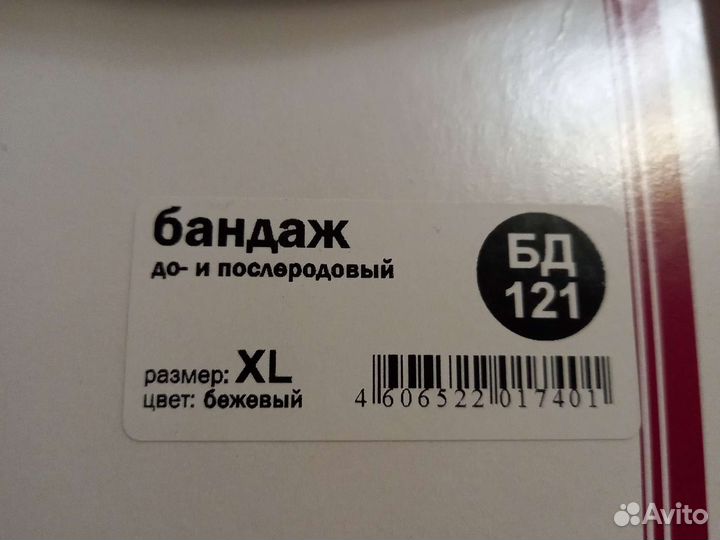 бандаж
до- и послеродовый
БД
121
размер: XL
цвет: бежевый
4 606522 017401
Avito